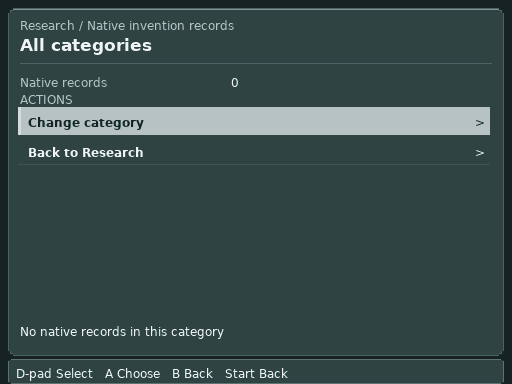 Research / Native invention records
All categories
Native records 0
ACTIONS
Change category >
Back to Research >
No native records in this category
D-pad Select A Choose B Back Start Back